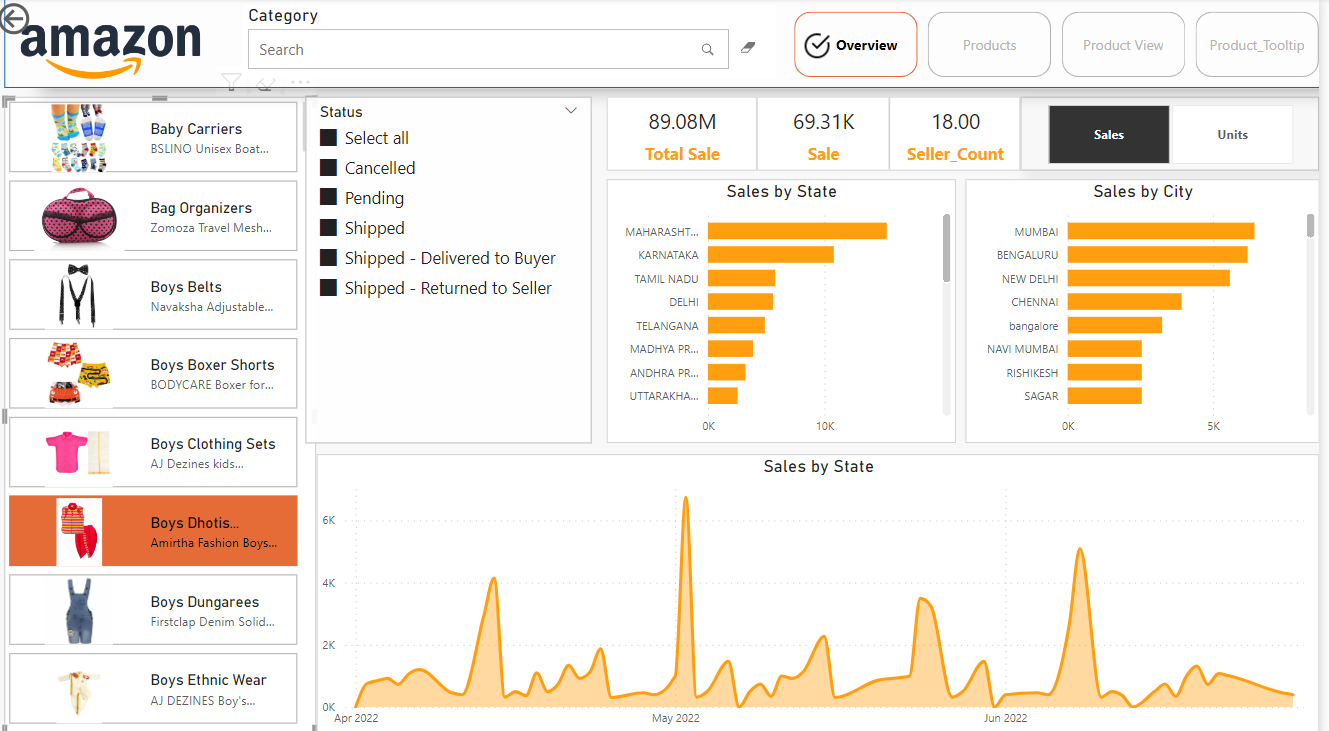 amazon
Category
Search
Overview
Products
Product View
Product_Tooltip
Baby Carriers
BSLINO Unisex Boat...
Bag Organizers
Zomoza Travel Mesh...
Boys Belts
Navaksha Adjustable...
Boys Boxer Shorts
BODYCARE Boxer for...
Boys Clothing Sets
AJ Dezines kids...
Boys Dhotis...
Amirtha Fashion Boys...
Boys Dungarees
Firstclap Denim Solid...
Boys Ethnic Wear
AJ DEZINES Boy's...
Status
Select all
Cancelled
Pending
Shipped
Shipped - Delivered to Buyer
Shipped - Returned to Seller
89.08M
Total Sale
69.31K
Sale
18.00
Seller_Count
Sales
Units
Sales by State
MAHARASHT...
KARNATAKA
TAMIL NADU
DELHI
TELANGANA
MADHYA PR...
ANDHRA PR...
UTTARAKHA...
0K 10K
Sales by City
MUMBAI
BENGALURU
NEW DELHI
CHENNAI
bangalore
NAVI MUMBAI
RISHIKESH
SAGAR
0K 5K
Sales by State
6K
4K
2K
0K
Apr 2022 May 2022 Jun 2022